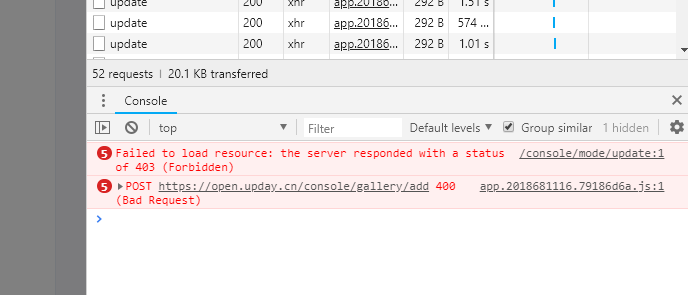 update 200 xhr app.20186... 292 B 1.51 s
update 200 xhr app.20186... 292 B 574 ...
update 200 xhr app.20186... 292 B 1.01 s
52 requests | 20.1 KB transferred
Console
top Filter Default levels Group similar 1 hidden
5 Failed to load resource: the server responded with a status /console/mode/update:1
of 403 (Forbidden)
5 POST https://open.upday.cn/console/gallery/add 400 app.2018681116.79186d6a.js:1
(Bad Request)